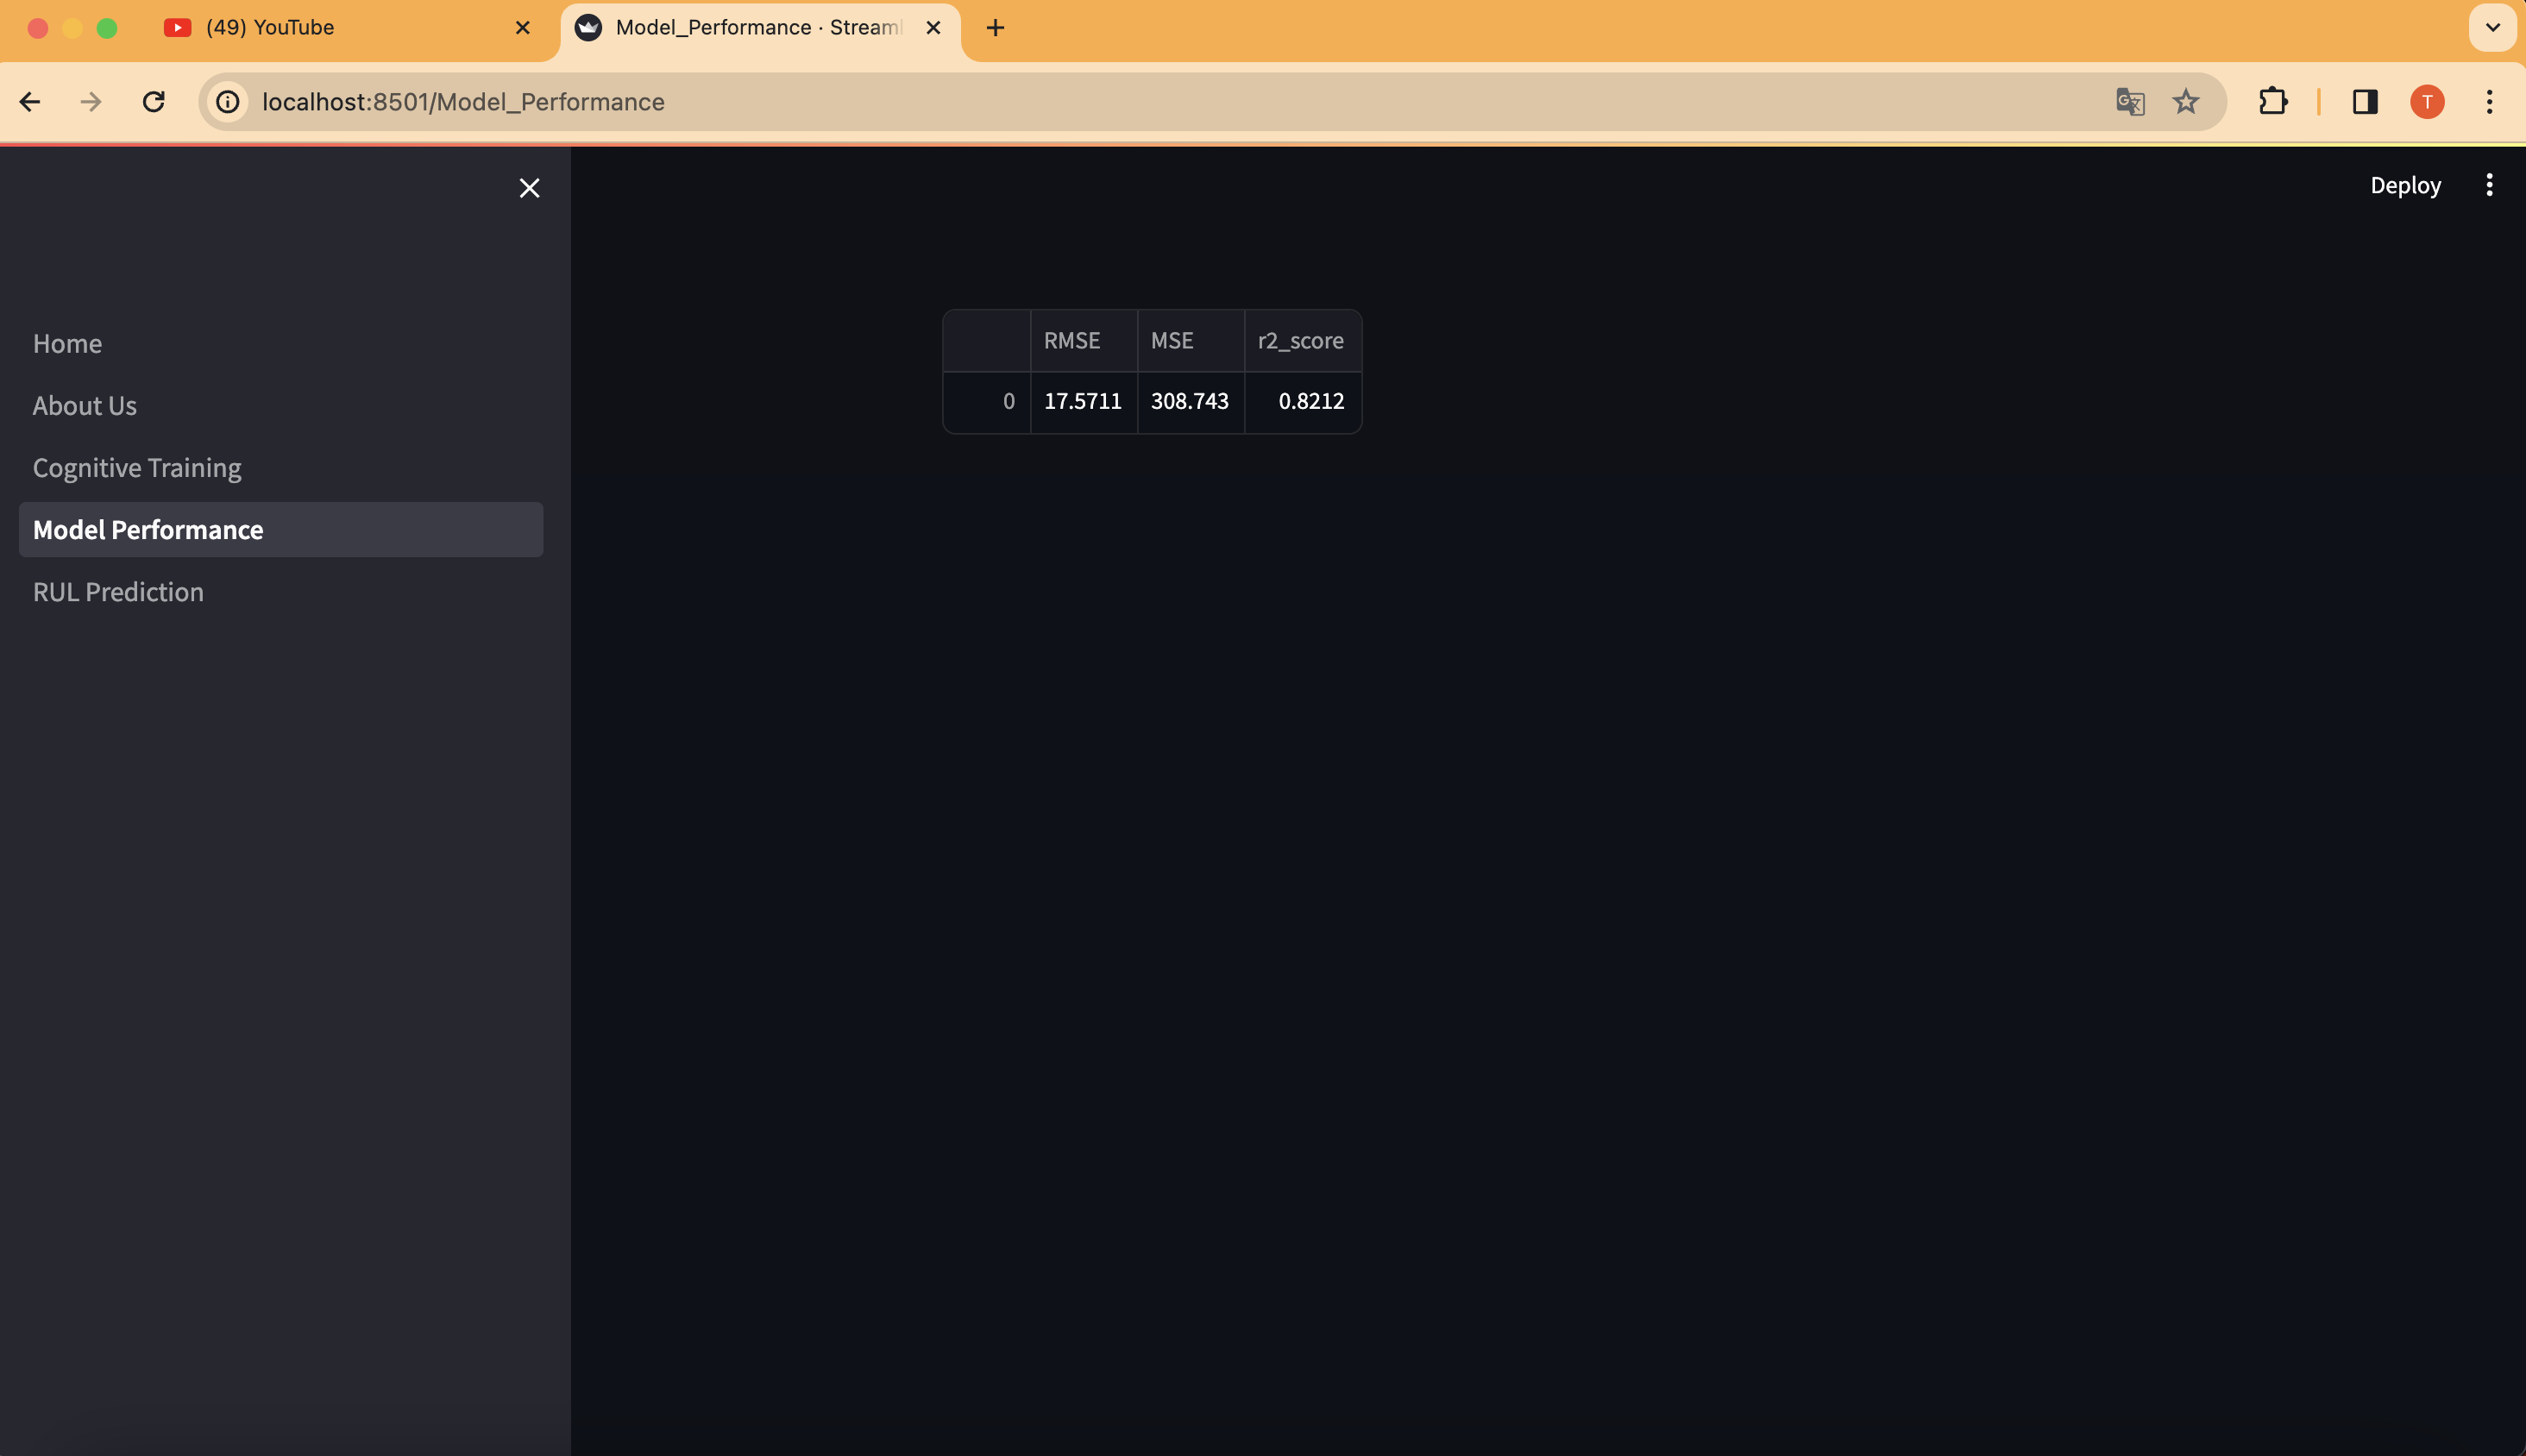 (49) YouTube
Model_Performance · Streaml
localhost:8501/Model_Performance
T
Deploy
Home
About Us
Cognitive Training
Model Performance
RUL Prediction
RMSE MSE r2_score
0 17.5711 308.743 0.8212